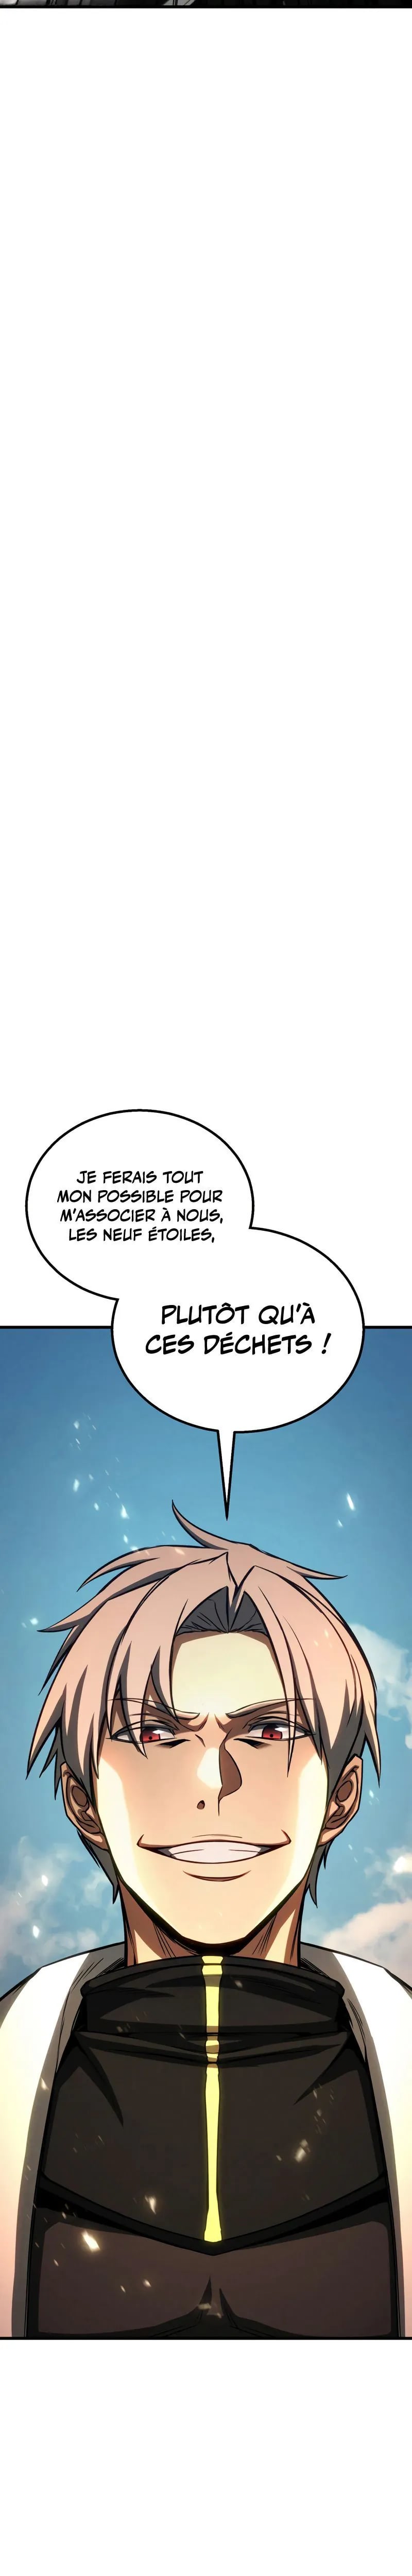 JE FERAIS TOUT
MON POSSIBLE POUR
M'ASSOCIER À NOUS,
LES NEUF ÉTOILES,
PLUTÔT QU'À
CES DÉCHETS !